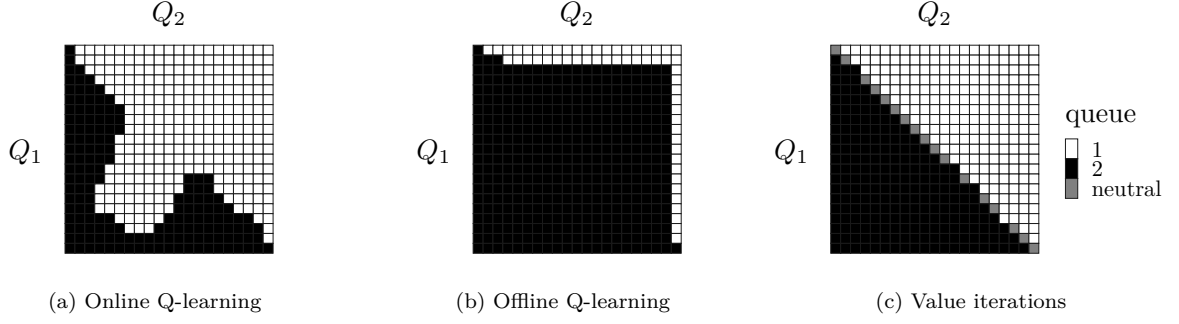 Q2 Q2 Q2
Q1 Q1 Q1
queue
1
2
neutral
(a) Online Q-learning (b) Offline Q-learning (c) Value iterations